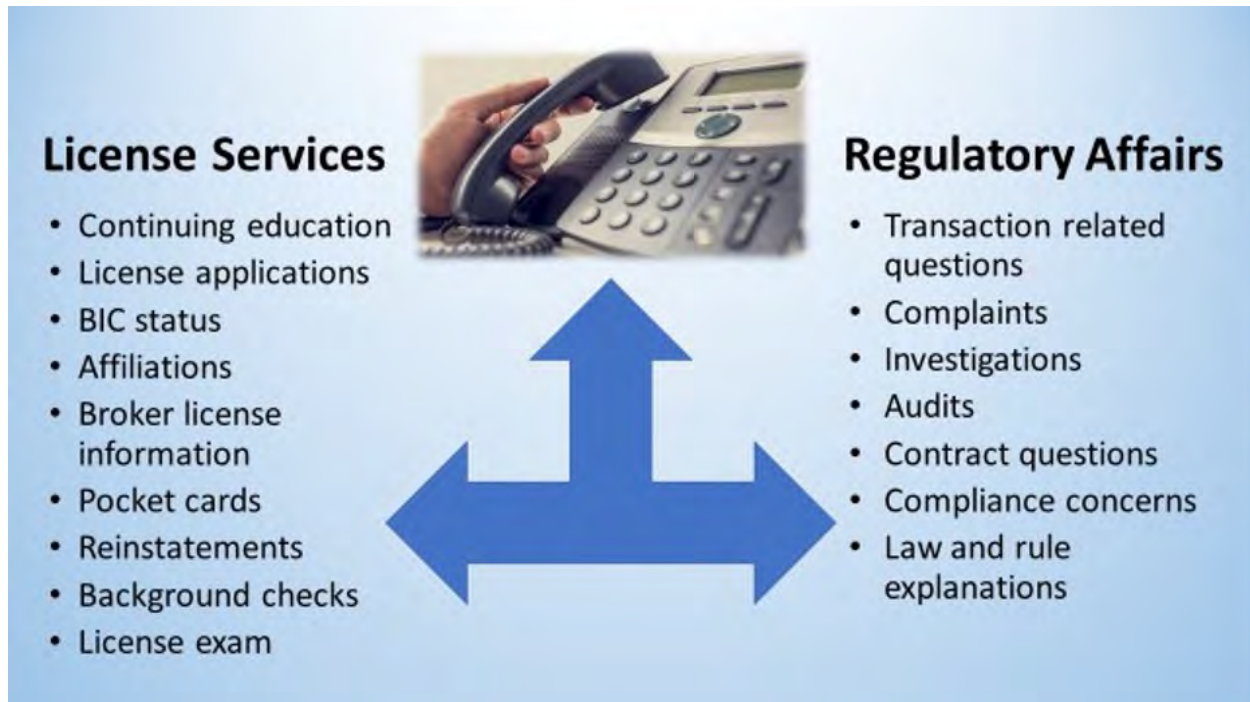 License Services
• Continuing education
• License applications
• BIC status
• Affiliations
• Broker license
information
• Pocket cards
• Reinstatements
• Background checks
• License exam
Regulatory Affairs
• Transaction related
questions
• Complaints
• Investigations
• Audits
• Contract questions
• Compliance concerns
• Law and rule
explanations